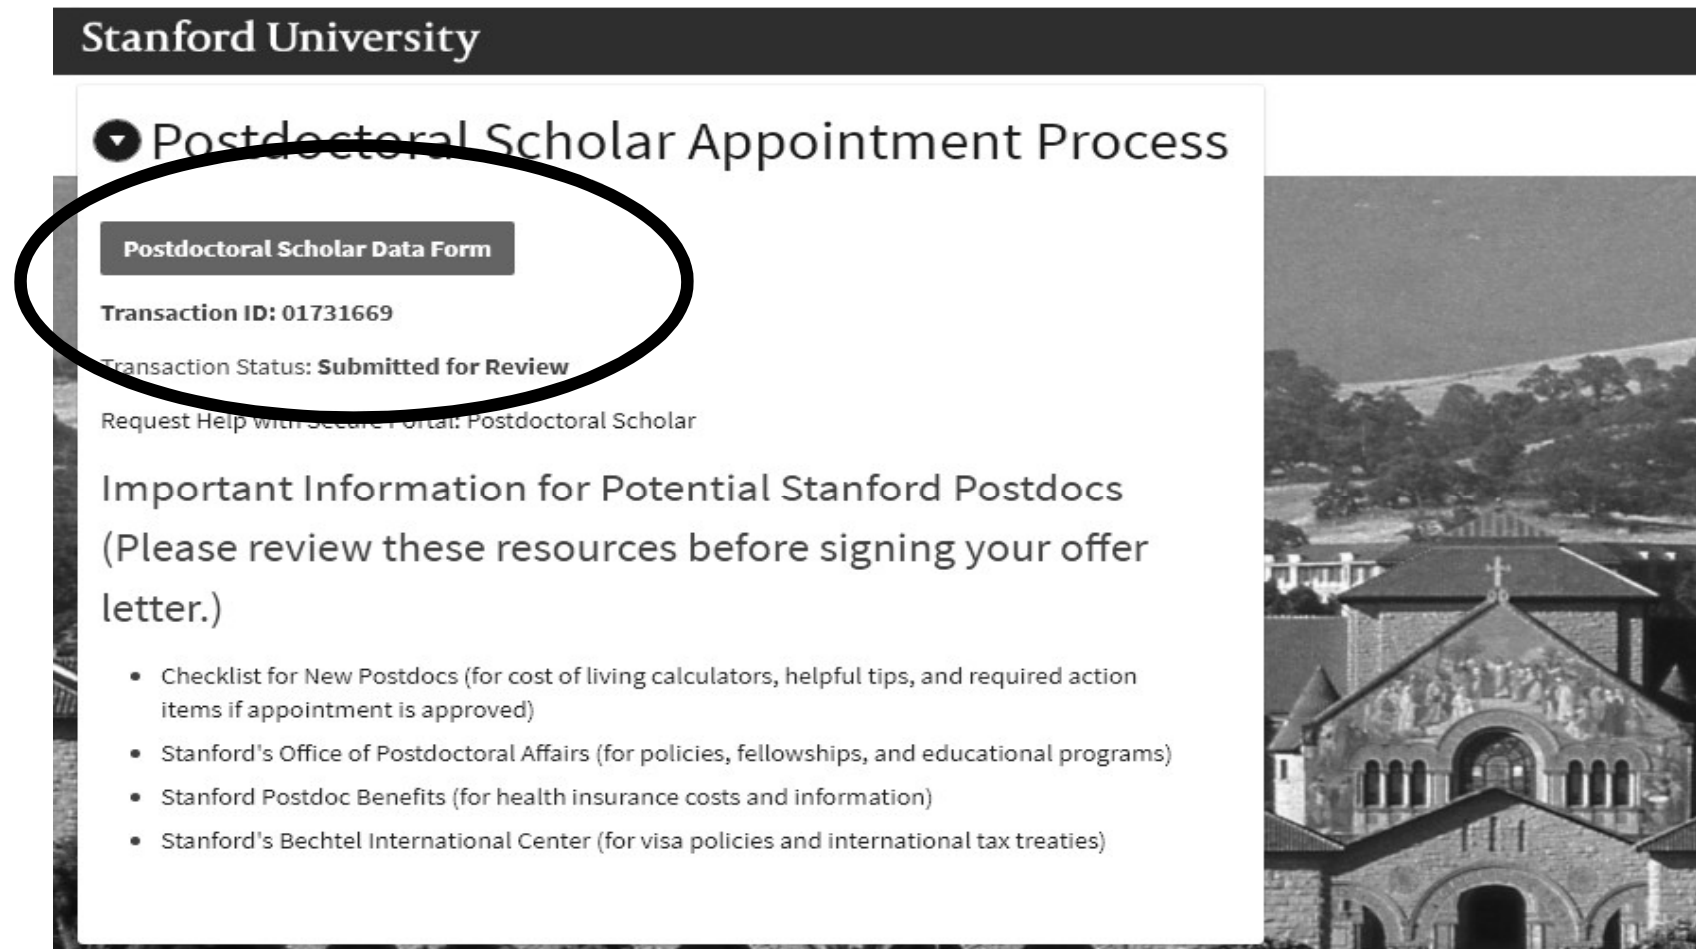 Stanford University
Postdoctoral Scholar Appointment Process
Postdoctoral Scholar Data Form
Transaction ID: 01731669
Transaction Status: Submitted for Review
Request Help with Secure Portal: Postdoctoral Scholar
Important Information for Potential Stanford Postdocs
(Please review these resources before signing your offer
letter.)
• Checklist for New Postdocs (for cost of living calculators, helpful tips, and required action
items if appointment is approved)
• Stanford's Office of Postdoctoral Affairs (for policies, fellowships, and educational programs)
• Stanford Postdoc Benefits (for health insurance costs and information)
• Stanford's Bechtel International Center (for visa policies and international tax treaties)